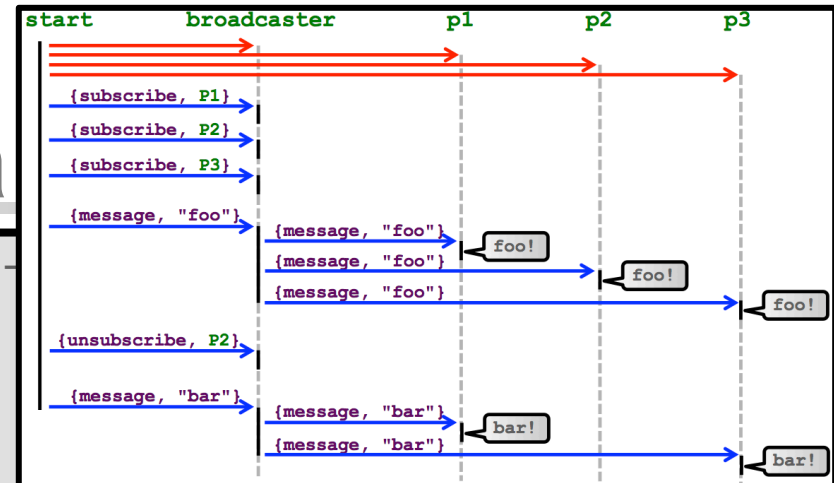 start broadcaster p1 p2 p3
{subscribe, P1}
{subscribe, P2}
{subscribe, P3}
{message, "foo"}
{message, "foo"}
foo!
{message, "foo"}
foo!
{message, "foo"}
foo!
{unsubscribe, P2}
{message, "bar"}
{message, "bar"}
bar!
{message, "bar"}
bar!